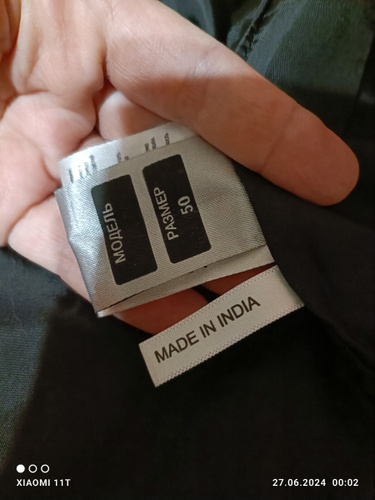 МОДЕЛЬ
РАЗМЕР
50
MADE IN INDIA
XIAOMI 11T
27.06.2024 00:02